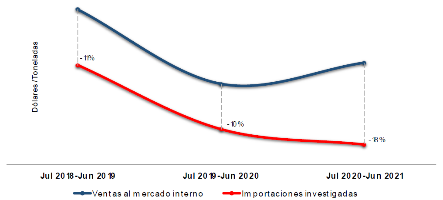 Dólares /Toneladas
-11%
-10%
-18%
Jul 2018-Jun 2019
Jul 2019-Jun 2020
Jul 2020-Jun 2021
Ventas al mercado interno
Importaciones investigadas